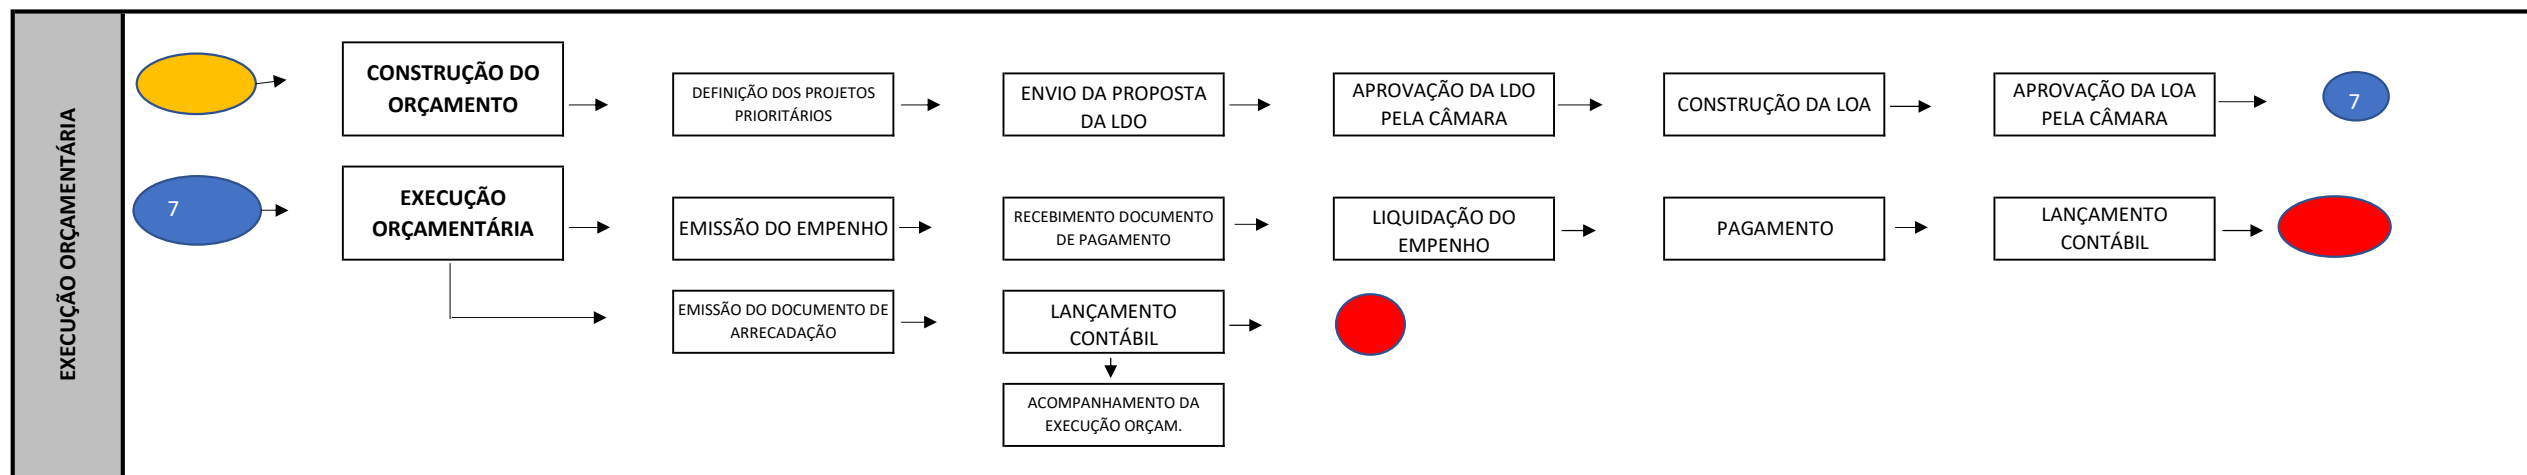 EXECUÇÃO ORÇAMENTÁRIA
CONSTRUÇÃO DO
ORÇAMENTO
DEFINIÇÃO DOS PROJETOS
PRIORITÁRIOS
ENVIO DA PROPOSTA
DA LDO
APROVAÇÃO DA LDO
PELA CÂMARA
CONSTRUÇÃO DA LOA
APROVAÇÃO DA LOA
PELA CÂMARA
7
7
EXECUÇÃO
ORÇAMENTÁRIA
EMISSÃO DO EMPENHO
RECEBIMENTO DOCUMENTO
DE PAGAMENTO
LIQUIDAÇÃO DO
EMPENHO
PAGAMENTO
LANÇAMENTO
CONTÁBIL
EMISSÃO DO DOCUMENTO DE
ARRECADAÇÃO
LANÇAMENTO
CONTÁBIL
ACOMPANHAMENTO DA
EXECUÇÃO ORÇAM.